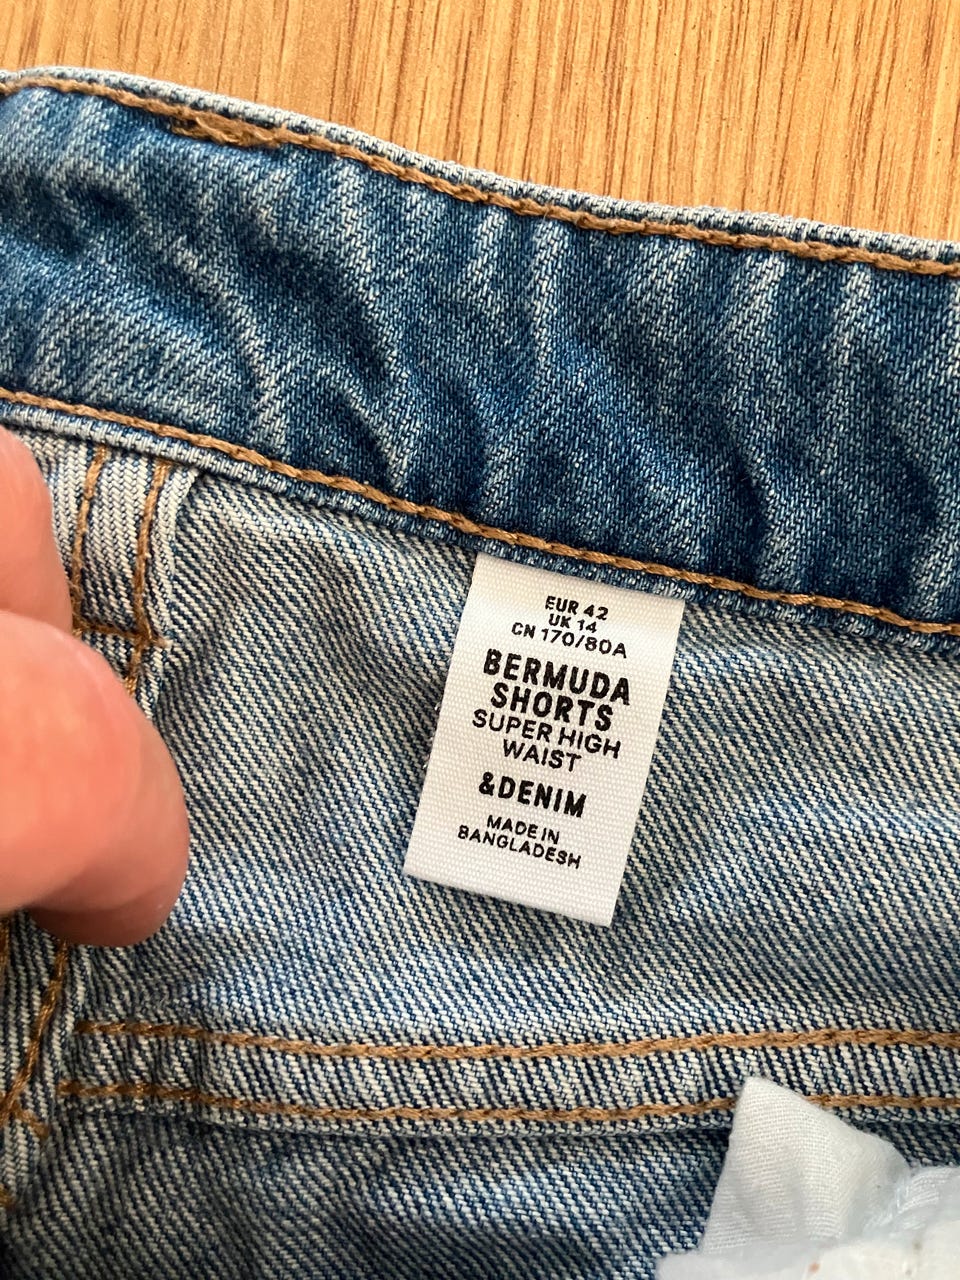 EUR 42
UK 14
CN 170/80A
BERMUDA
SHORTS
SUPER HIGH
WAIST
&DENIM
MADE IN
BANGLADESH